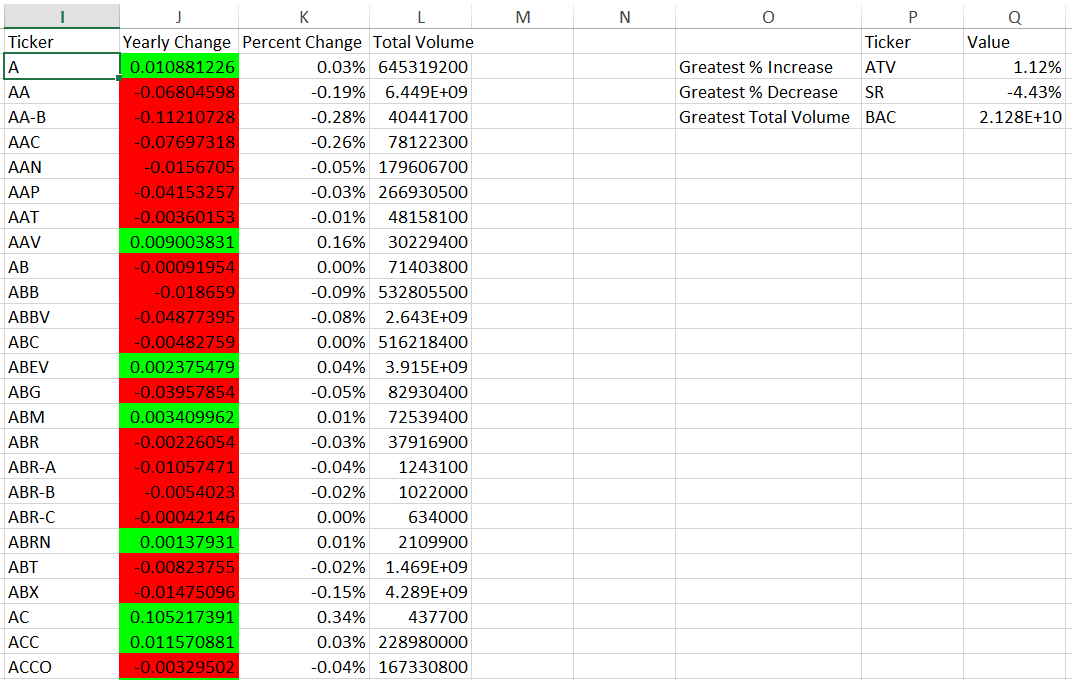 I J K L M N O P Q
Ticker Yearly Change Percent Change Total Volume Ticker Value
A 0.010881226 0.03% 645319200 Greatest % Increase ATV 1.12%
AA -0.06804598 -0.19% 6.449E+09 Greatest % Decrease SR -4.43%
AA-B -0.11210728 -0.28% 40441700 Greatest Total Volume BAC 2.128E+10
AAC -0.07697318 -0.26% 78122300
AAN -0.0156705 -0.05% 179606700
AAP -0.04153257 -0.03% 266930500
AAT -0.00360153 -0.01% 48158100
AAV 0.009003831 0.16% 30229400
AB -0.00091954 0.00% 71403800
ABB -0.018659 -0.09% 532805500
ABBV -0.04877395 -0.08% 2.643E+09
ABC -0.00482759 0.00% 516218400
ABEV 0.002375479 0.04% 3.915E+09
ABG -0.03957854 -0.05% 82930400
ABM 0.003409962 0.01% 72539400
ABR -0.00226054 -0.03% 37916900
ABR-A -0.01057471 -0.04% 1243100
ABR-B -0.0054023 -0.02% 1022000
ABR-C -0.00042146 0.00% 634000
ABRN 0.00137931 0.01% 2109900
ABT -0.00823755 -0.02% 1.469E+09
ABX -0.01475096 -0.15% 4.289E+09
AC 0.105217391 0.34% 437700
ACC 0.011570881 0.03% 228980000
ACCO -0.00329502 -0.04% 167330800